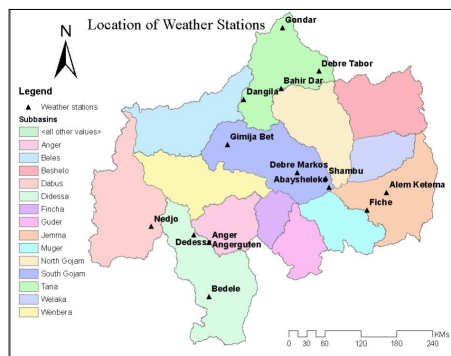 Location of Weather Stations
N
Gondar
Debre Tabor
Bahir Dar
Dangila
Gimija Bet
Debre Markos
Shambu
Abaysheleko
Alem Ketema
Fiche
Nedjo
Anger
Dedessa
Angerguten
Bedele
Legend
Weather stations
Subbasins
<all other values>
Anger
Beles
Beshelo
Dabus
Didessa
Fincha
Guder
Jemma
Muger
North Gojam
South Gojam
Tana
Welaka
Wenbera
KMs
0 30 60 120 180 240